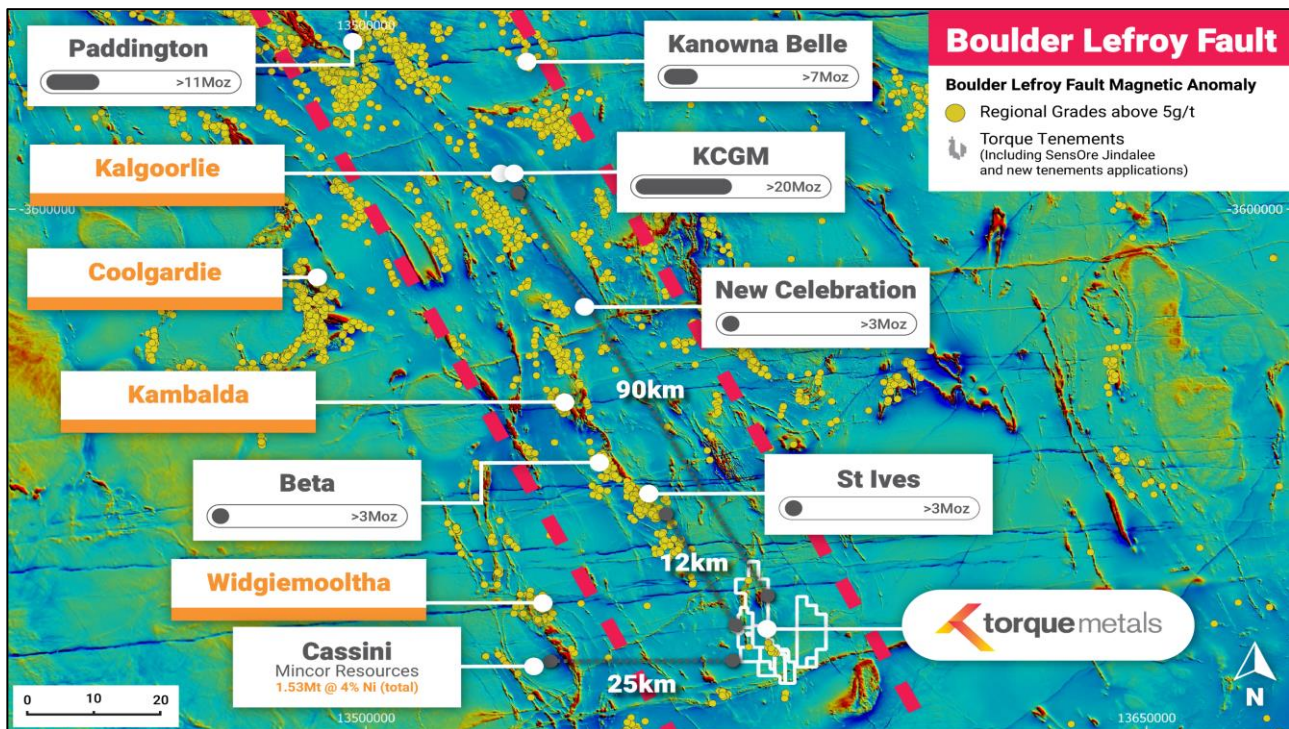 13500000
Paddington
>11Moz
Kanowna Belle
>7Moz
Boulder Lefroy Fault
Boulder Lefroy Fault Magnetic Anomaly
Regional Grades above 5g/t
Torque Tenements
(Including SensOre Jindalee
and new tenements applications)
Kalgoorlie
KCGM
>20Moz
-3600000
-3600000
Coolgardie
New Celebration
>3Moz
Kambalda
90km
Beta
>3Moz
St Ives
>3Moz
12km
Widgiemooltha
torquemetals
Cassini
Mincor Resources
1.53Mt @ 4% Ni (total)
25km
0 10 20
13500000
13650000
N